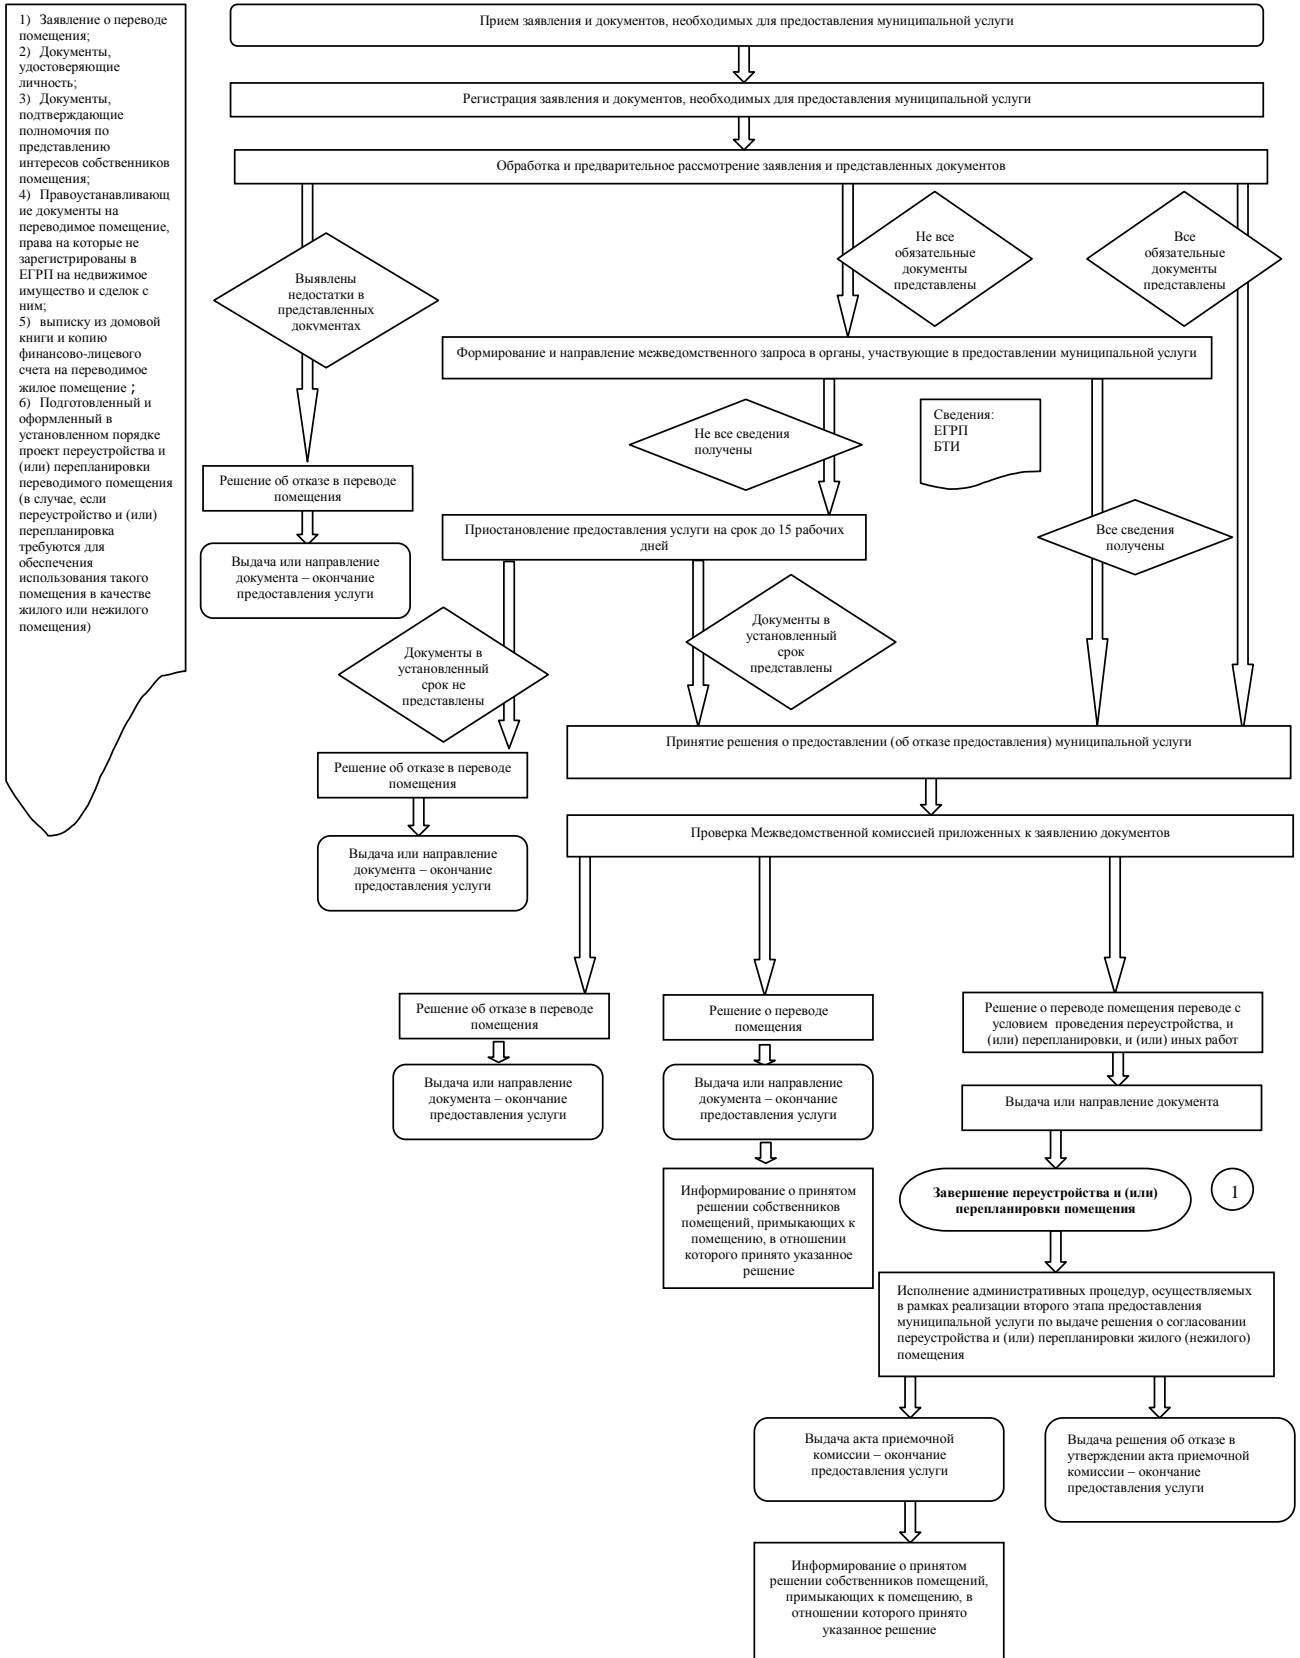 1) Заявление о переводе
помещения;
2) Документы,
удостоверяющие
личность;
3) Документы,
подтверждающие
полномочия по
представлению
интересов собственников
помещения;
4) Правоустанавливающ
ие документы на
переводимое помещение,
права на которые не
зарегистрированы в
ЕГРП на недвижимое
имущество и сделок с
ним;
5) выписку из домовой
книги и копию
финансово-лицевого
счета на переводимое
жилое помещение ;
6) Подготовленный и
оформленный в
установленном порядке
проект переустройства и
(или) перепланировки
переводимого помещения
(в случае, если
переустройство и (или)
перепланировка
требуются для
обеспечения
использования такого
помещения в качестве
жилого или нежилого
помещения)
Прием заявления и документов, необходимых для предоставления муниципальной услуги
Регистрация заявления и документов, необходимых для предоставления муниципальной услуги
Обработка и предварительное рассмотрение заявления и представленных документов
Выявлены
недостатки в
представленных
документах
Не все
обязательные
документы
представлены
Все
обязательные
документы
представлены
Формирование и направление межведомственного запроса в органы, участвующие в предоставлении муниципальной услуги
Не все сведения
получены
Сведения:
ЕГРП
БТИ
Решение об отказе в переводе
помещения
Приостановление предоставления услуги на срок до 15 рабочих
дней
Все сведения
получены
Выдача или направление
документа – окончание
предоставления услуги
Документы в
установленный
срок не
представлены
Документы в
установленный
срок
представлены
Принятие решения о предоставлении (об отказе предоставления) муниципальной услуги
Решение об отказе в переводе
помещения
Проверка Межведомственной комиссией приложенных к заявлению документов
Выдача или направление
документа – окончание
предоставления услуги
Решение об отказе в переводе
помещения
Решение о переводе
помещения
Решение о переводе помещения переводе с
условием проведения переустройства, и
(или) перепланировки, и (или) иных работ
Выдача или направление
документа – окончание
предоставления услуги
Выдача или направление
документа – окончание
предоставления услуги
Выдача или направление документа
Информирование о принятом
решении собственников
помещений, примыкающих к
помещению, в отношении
которого принято указанное
решение
Завершение переустройства и (или)
перепланировки помещения
1
Исполнение административных процедур, осуществляемых
в рамках реализации второго этапа предоставления
муниципальной услуги по выдаче решения о согласовании
переустройства и (или) перепланировки жилого (нежилого)
помещения
Выдача акта приемочной
комиссии – окончание
предоставления услуги
Выдача решения об отказе в
утверждении акта приемочной
комиссии – окончание
предоставления услуги
Информирование о принятом
решении собственников помещений,
примыкающих к помещению, в
отношении которого принято
указанное решение